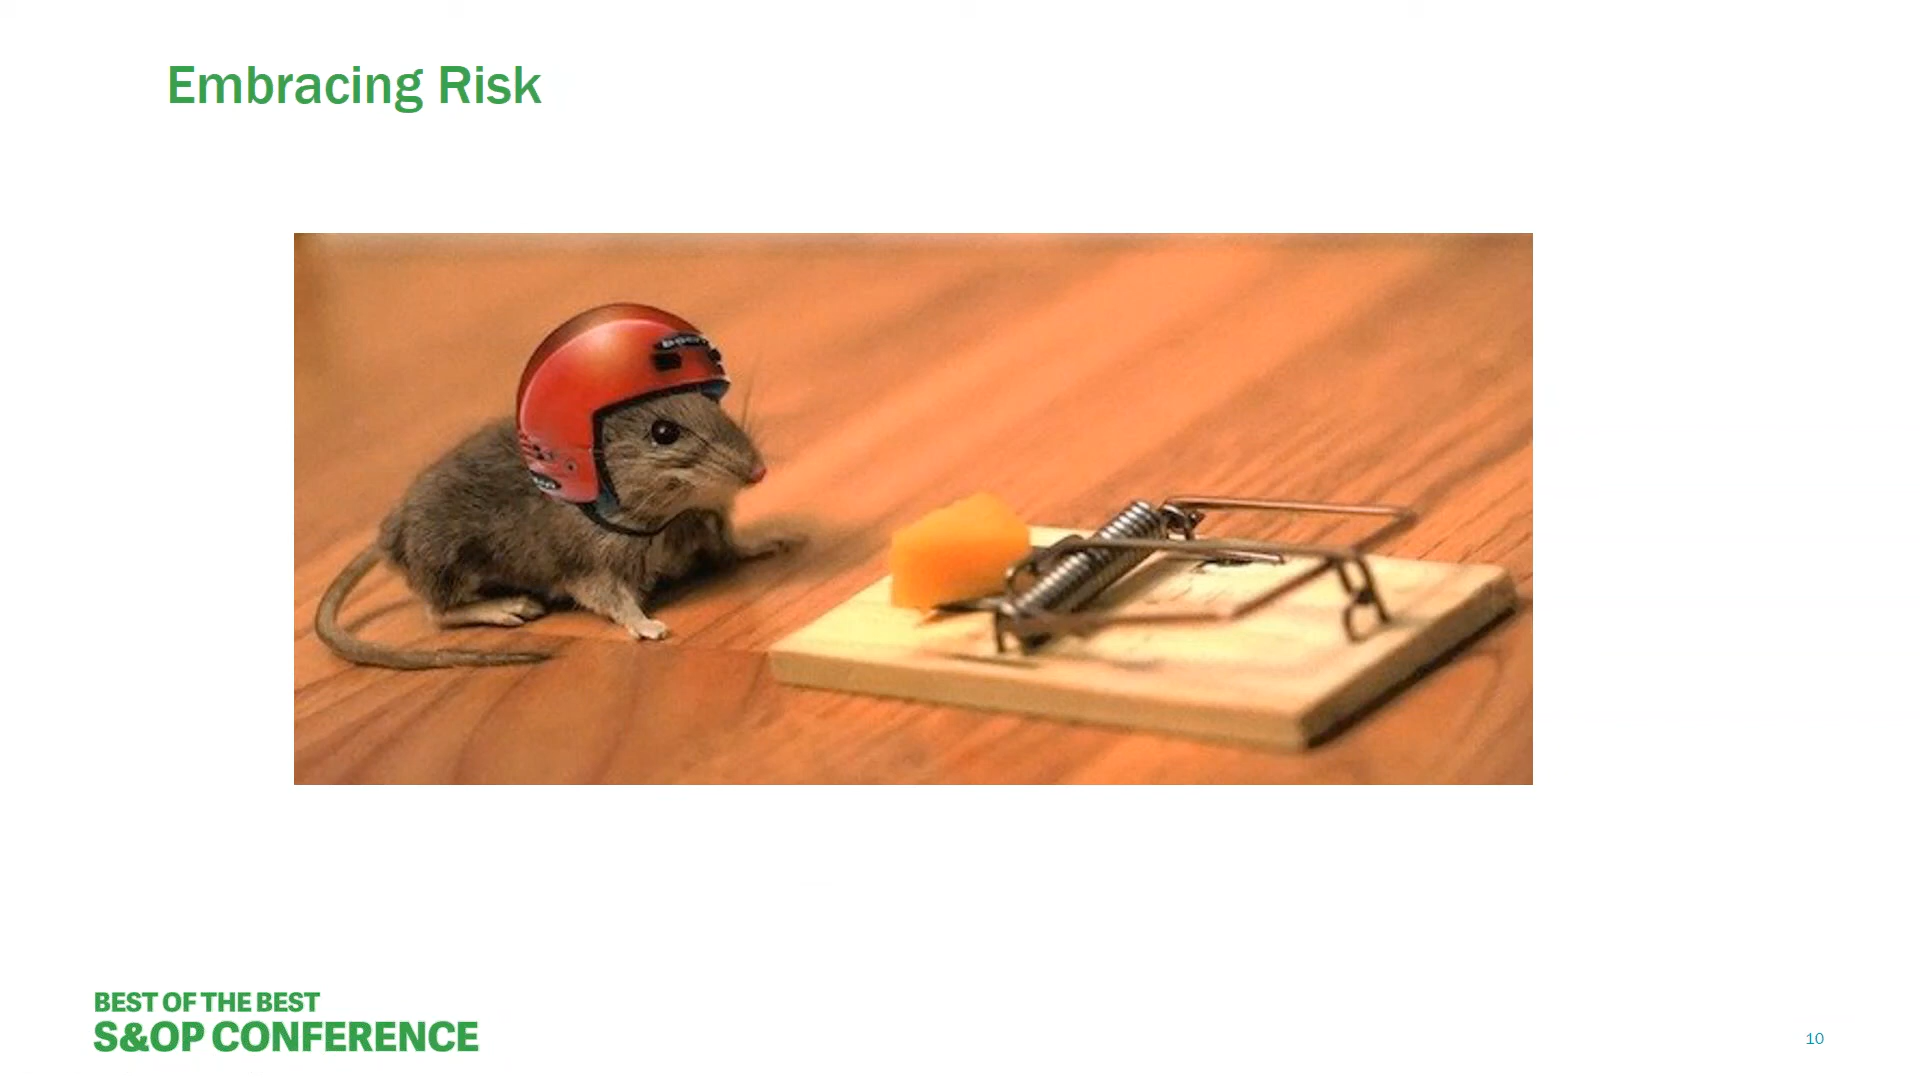 Embracing Risk
BEST OF THE BEST
S&OP CONFERENCE
10